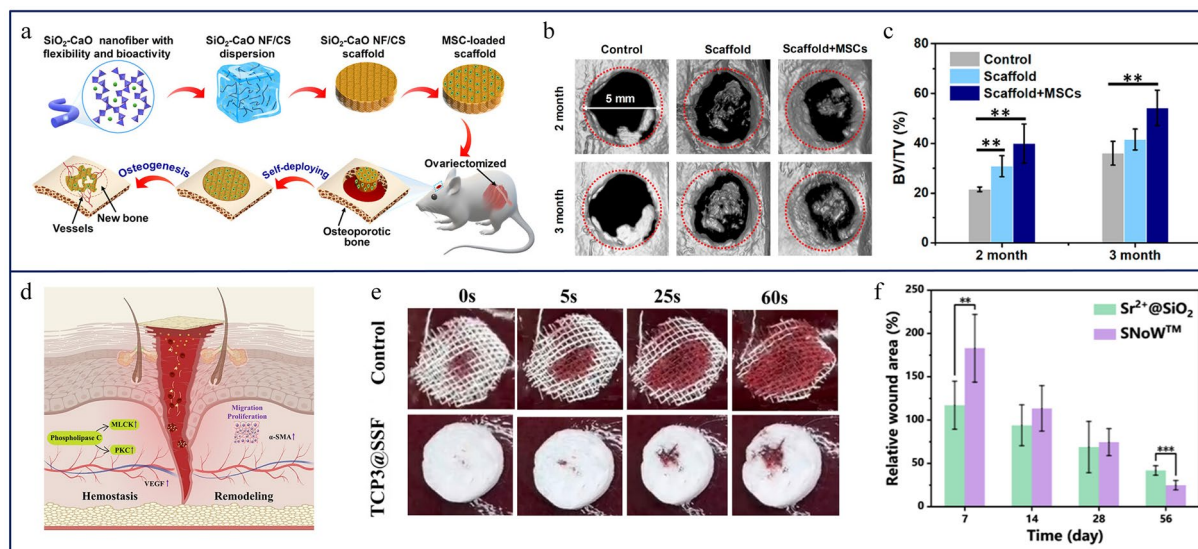 a
SiO₂-CaO nanofiber with
flexibility and bioactivity
SiO₂-CaO NF/CS
dispersion
SiO₂-CaO NF/CS
scaffold
MSC-loaded
scaffold
Ovariectomized
Osteogenesis
Self-deploying
New bone
Vessels
Osteoporotic
bone
b
Control
Scaffold
Scaffold+MSCs
2 month
5 mm
3 month
c
BV/TV (%)
80
60
40
20
0
Control
Scaffold
Scaffold+MSCs
**
**
**
2 month
3 month
d
Phospholipase C
MLCK↑
PKC↑
VEGF ↑
Hemostasis
Migration
Proliferation
α-SMA↑
Remodeling
e
0s
5s
25s
60s
Control
TCP3@SSF
f
Relative wound area (%)
250
200
150
100
50
0
**
Sr²⁺@SiO₂
SNoW™
***
7
14
28
56
Time (day)